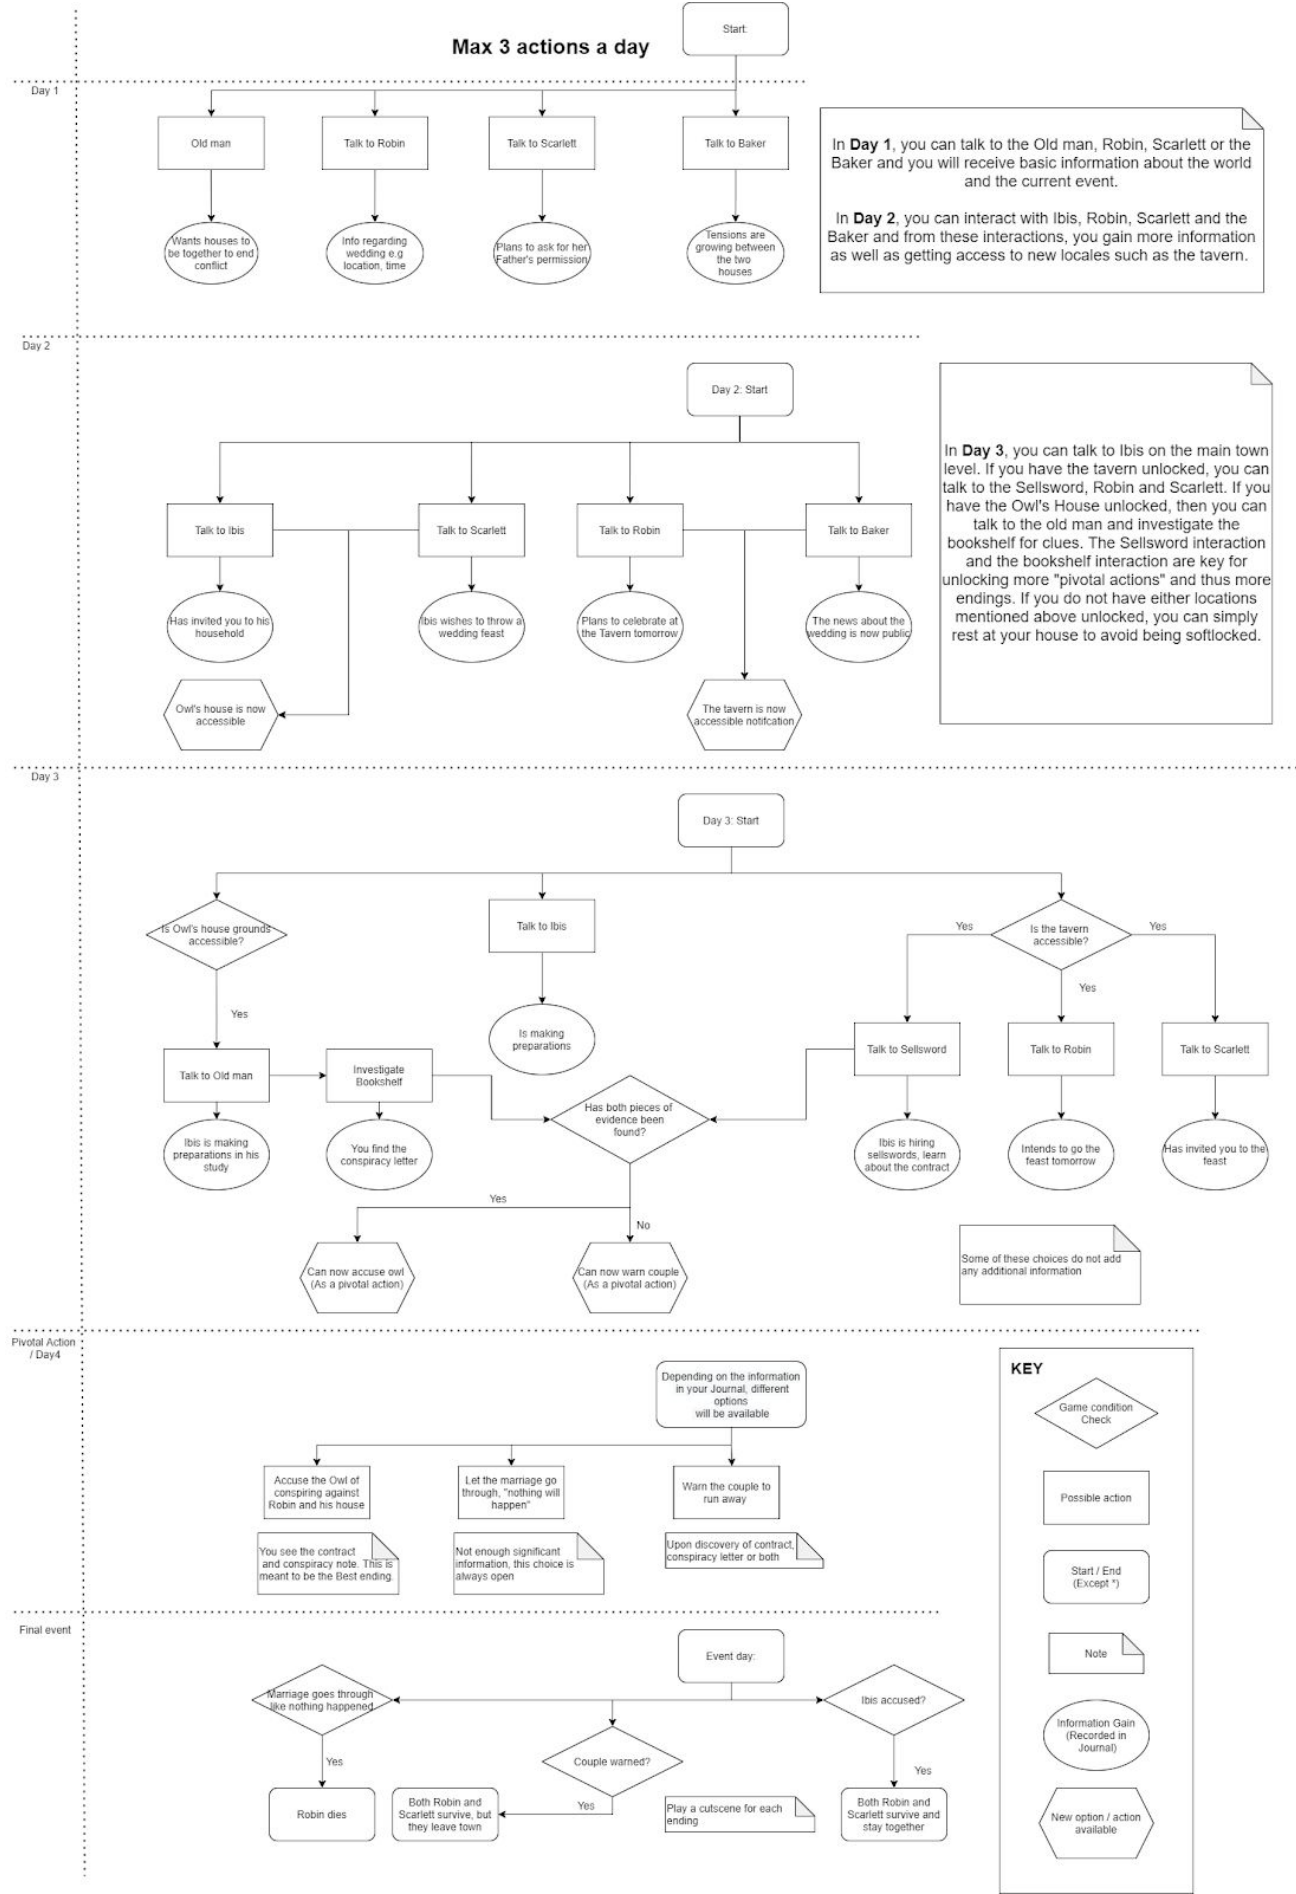 Start:
Max 3 actions a day
Day 1
Old man
Talk to Robin
Talk to Scarlett
Talk to Baker
Wants houses to
be together to end
conflict
Info regarding
wedding e.g
location, time
Plans to ask for her
Father's permission
Tensions are
growing between
the two
houses
In Day 1, you can talk to the Old man, Robin, Scarlett or the
Baker and you will receive basic information about the world
and the current event.
In Day 2, you can interact with Ibis, Robin, Scarlett and the
Baker and from these interactions, you gain more information
as well as getting access to new locales such as the tavern.
Day 2
Day 2: Start
Talk to Ibis
Talk to Scarlett
Talk to Robin
Talk to Baker
Has invited you to his
household
Ibis wishes to throw a
wedding feast
Plans to celebrate at
the Tavern tomorrow
The news about the
wedding is now public
Owl's house is now
accessible
The tavern is now
accessible notifcation
In Day 3, you can talk to Ibis on the main town
level. If you have the tavern unlocked, you can
talk to the Sellsword, Robin and Scarlett. If you
have the Owl's House unlocked, then you can
talk to the old man and investigate the
bookshelf for clues. The Sellsword interaction
and the bookshelf interaction are key for
unlocking more "pivotal actions" and thus more
endings. If you do not have either locations
mentioned above unlocked, you can simply
rest at your house to avoid being softlocked.
Day 3
Day 3: Start
Is Owl's house grounds
accessible?
Talk to Ibis
Is the tavern
accessible?
Yes
Yes
Yes
Yes
Is making
preparations
Talk to Old man
Investigate
Bookshelf
Talk to Sellsword
Talk to Robin
Talk to Scarlett
Has both pieces of
evidence been
found?
Ibis is making
preparations in his
study
You find the
conspiracy letter
Ibis is hiring
sellswords, learn
about the contract
Intends to go the
feast tomorrow
Has invited you to the
feast
Yes
No
Can now accuse owl
(As a pivotal action)
Can now warn couple
(As a pivotal action)
Some of these choices do not add
any additional information
Pivotal Action
/ Day4
Depending on the information
in your Journal, different
options
will be available
Accuse the Owl of
conspiring against
Robin and his house
Let the marriage go
through, "nothing will
happen"
Warn the couple to
run away
You see the contract
and conspiracy note. This is
meant to be the Best ending.
Not enough significant
information, this choice is
always open
Upon discovery of contract,
conspiracy letter or both
KEY
Game condition
Check
Possible action
Start / End
(Except *)
Note
Information Gain
(Recorded in
Journal)
New option / action
available
Final event
Event day:
Marriage goes through
like nothing happened
Couple warned?
Ibis accused?
Yes
Yes
Yes
Robin dies
Both Robin and
Scarlett survive, but
they leave town
Play a cutscene for each
ending
Both Robin and
Scarlett survive and
stay together